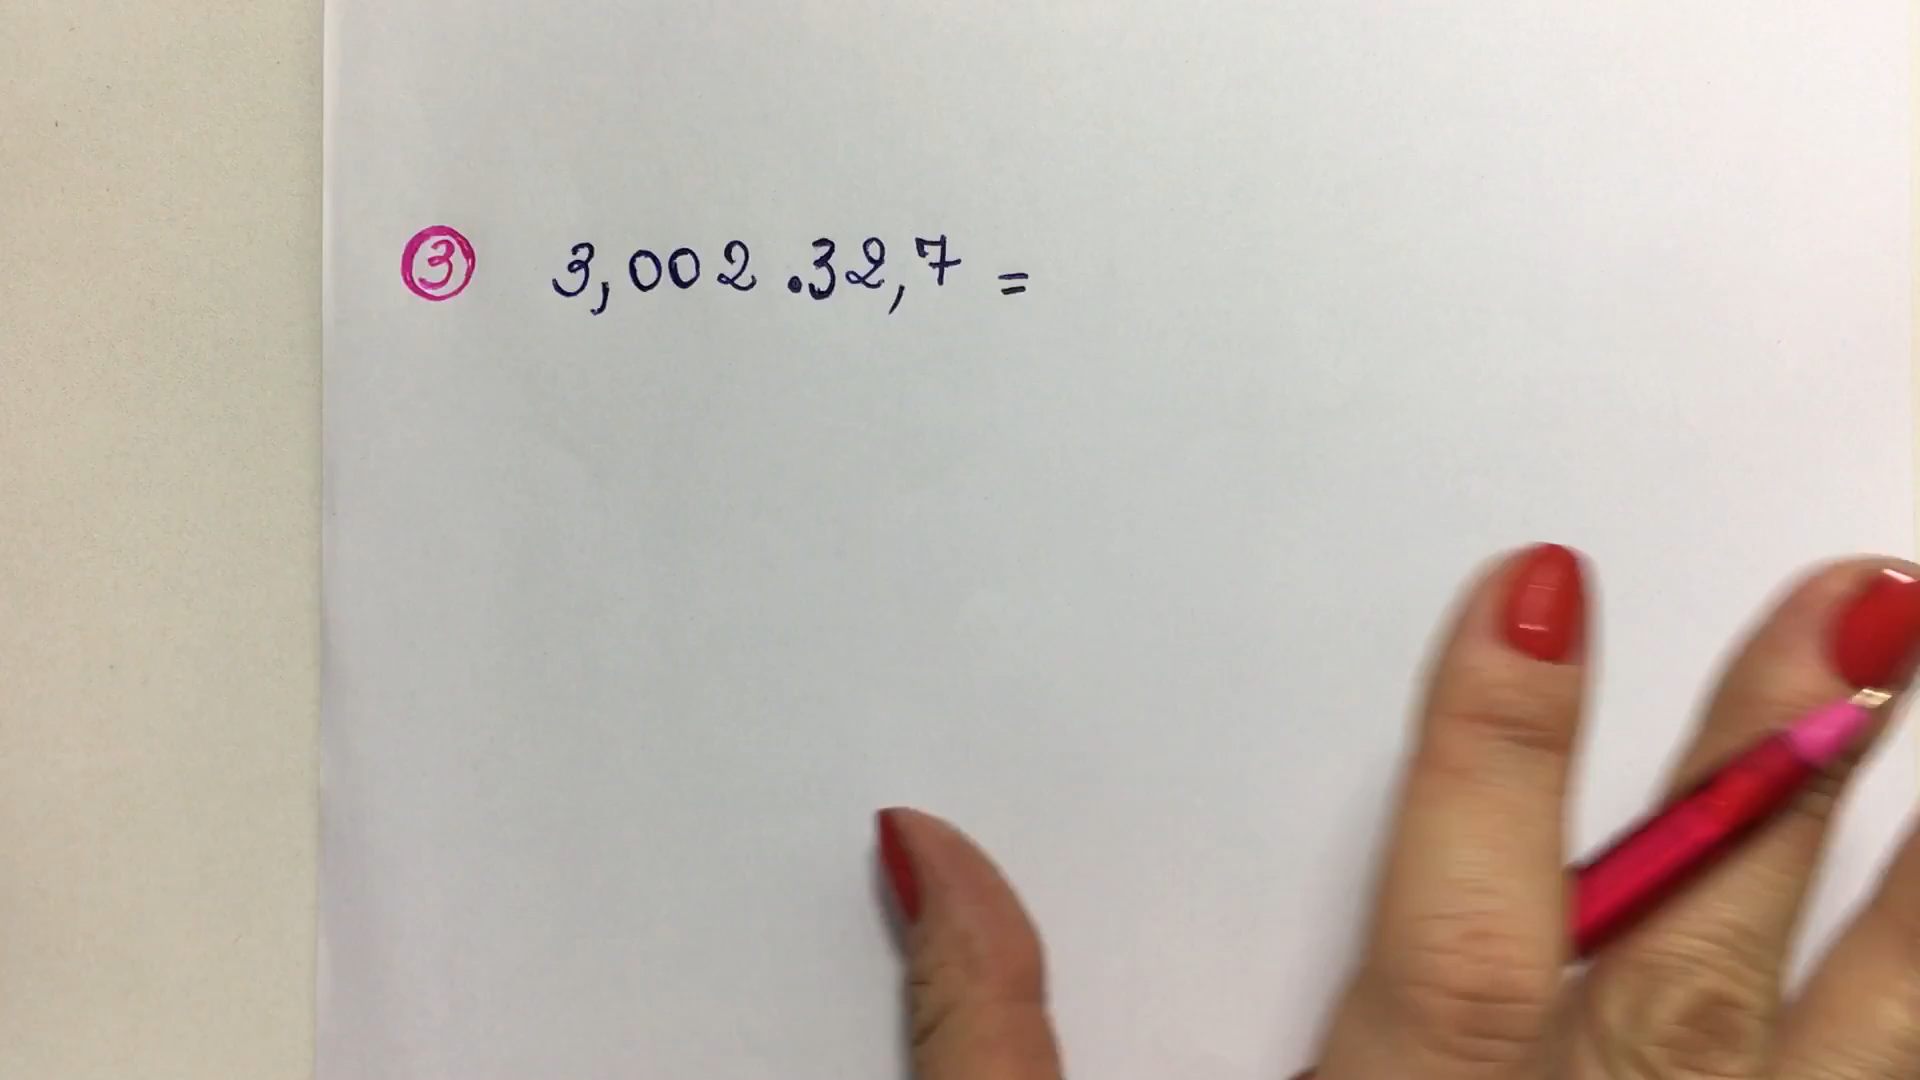 ③ 3,002 .32,7 =